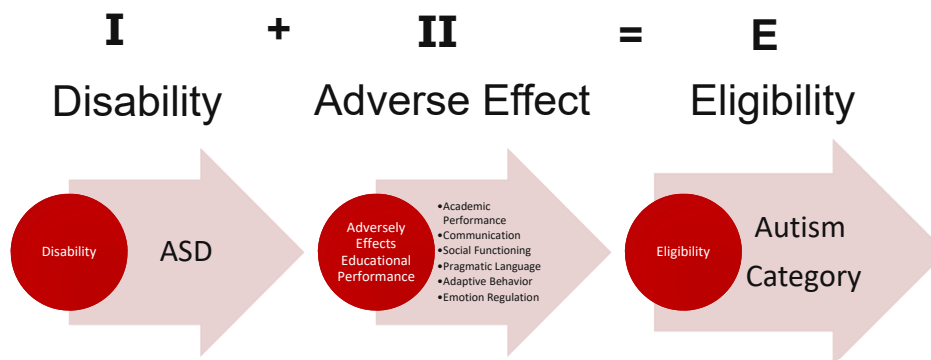 I + II = E
Disability Adverse Effect Eligibility
Disability
ASD
Adversely
Effects
Educational
Performance
•Academic
Performance
•Communication
•Social Functioning
•Pragmatic Language
•Adaptive Behavior
•Emotion Regulation
Eligibility
Autism
Category